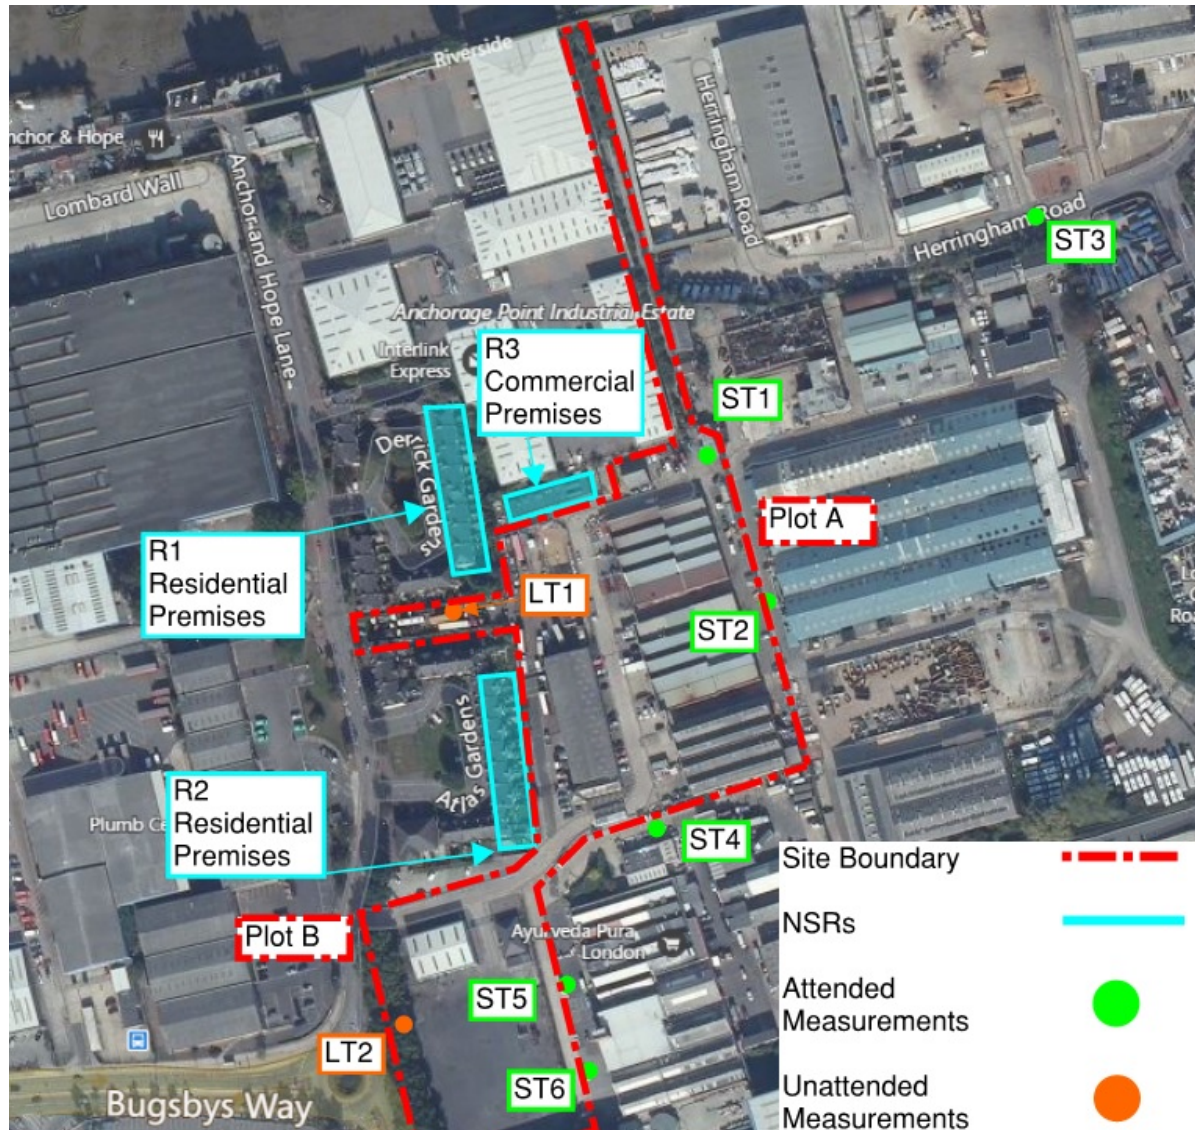 Riverside
nchor & Hope
Lombard Wall
Anchor and Hope Lane
Herringham Road
Herringham Road
ST3
Anchorage Point Industrial Estate
Interlink
Express
R3
Commercial
Premises
ST1
Derrick Gardens
Plot A
R1
Residential
Premises
LT1
ST2
Atlas Gardens
R2
Residential
Premises
Plumb Ce
ST4
Plot B
Ayurveda Pura
London
ST5
LT2
ST6
Bugsbys Way
Site Boundary
NSRs
Attended
Measurements
Unattended
Measurements